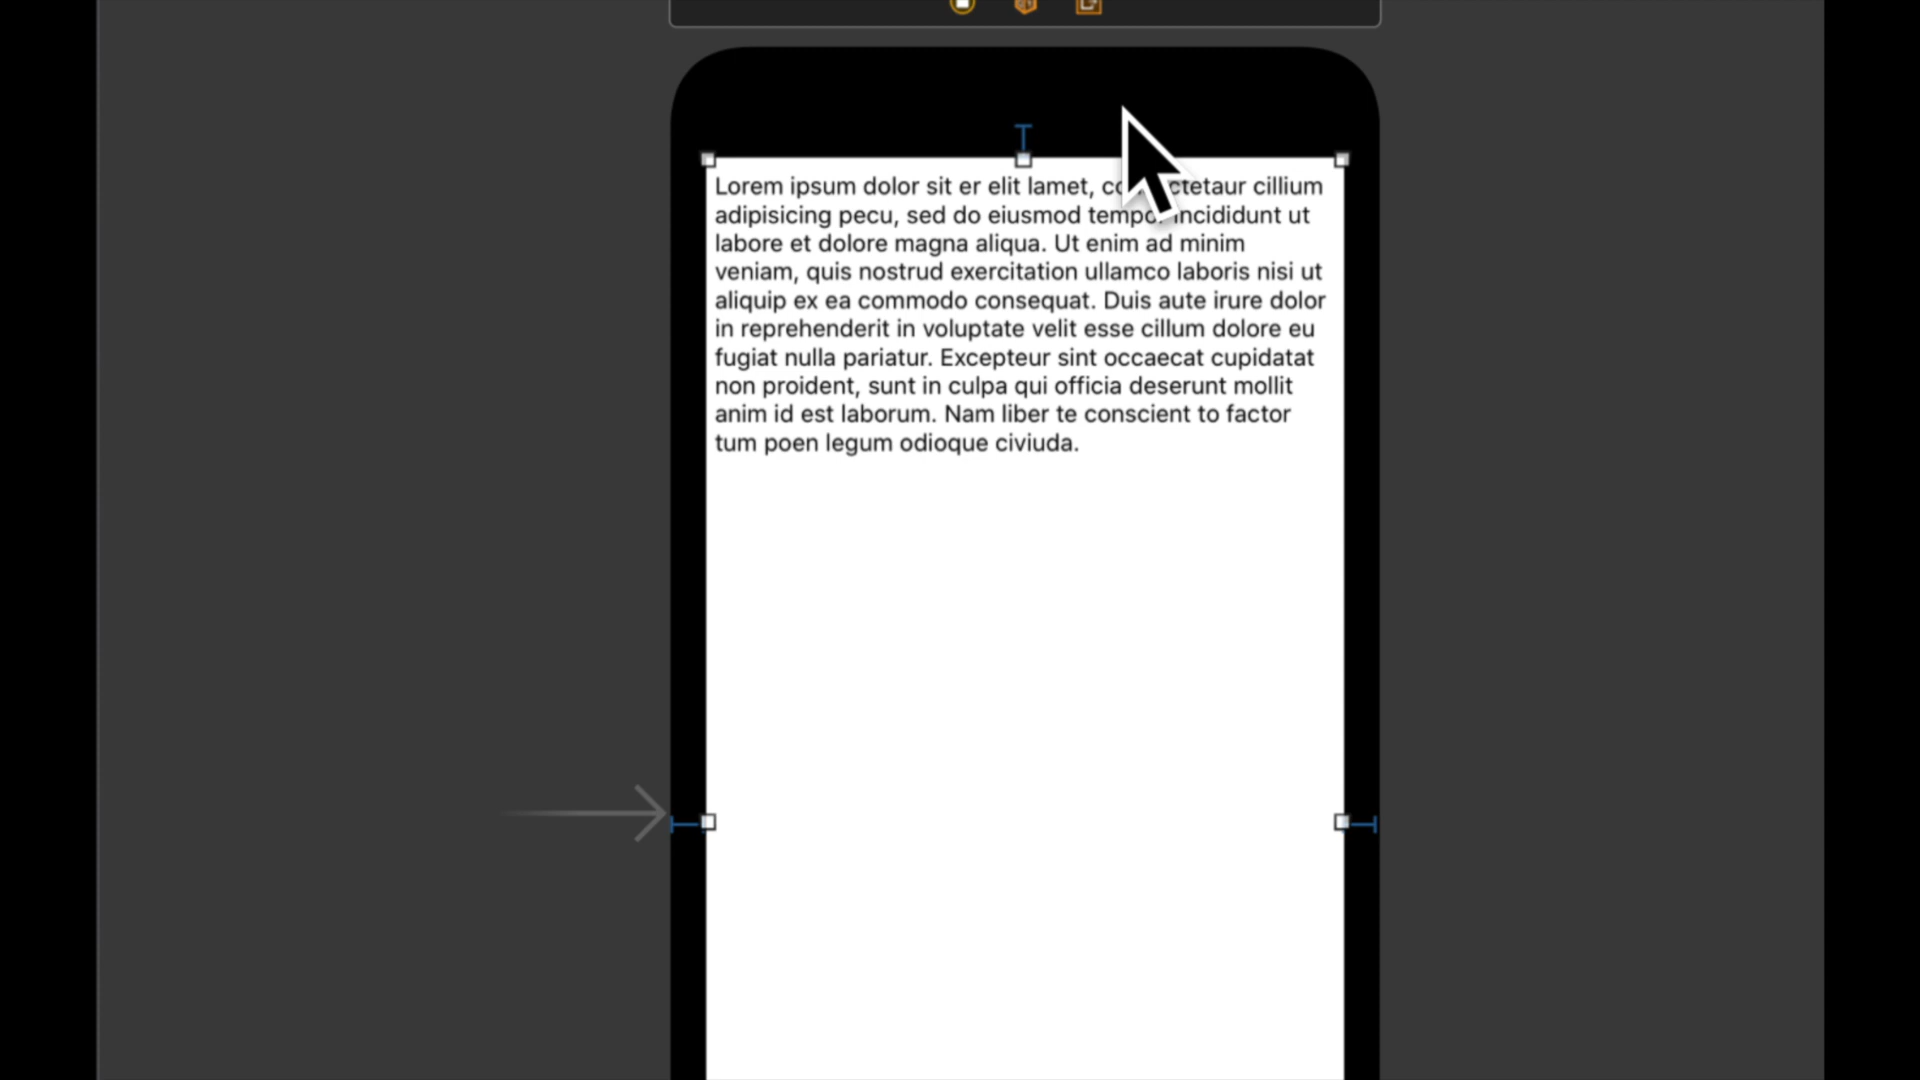 Lorem ipsum dolor sit er elit lamet, cillium
adipisicing pecu, sed do eiusmod incididunt ut
labore et dolore magna aliqua. Ut enim ad minim
veniam, quis nostrud exercitation ullamco laboris nisi ut
aliquip ex ea commodo consequat. Duis aute irure dolor
in reprehenderit in voluptate velit esse cillum dolore eu
fugiat nulla pariatur. Excepteur sint occaecat cupidatat
non proident, sunt in culpa qui officia deserunt mollit
anim id est laborum. Nam liber te conscient to factor
tum poen legum odioque civiuda.